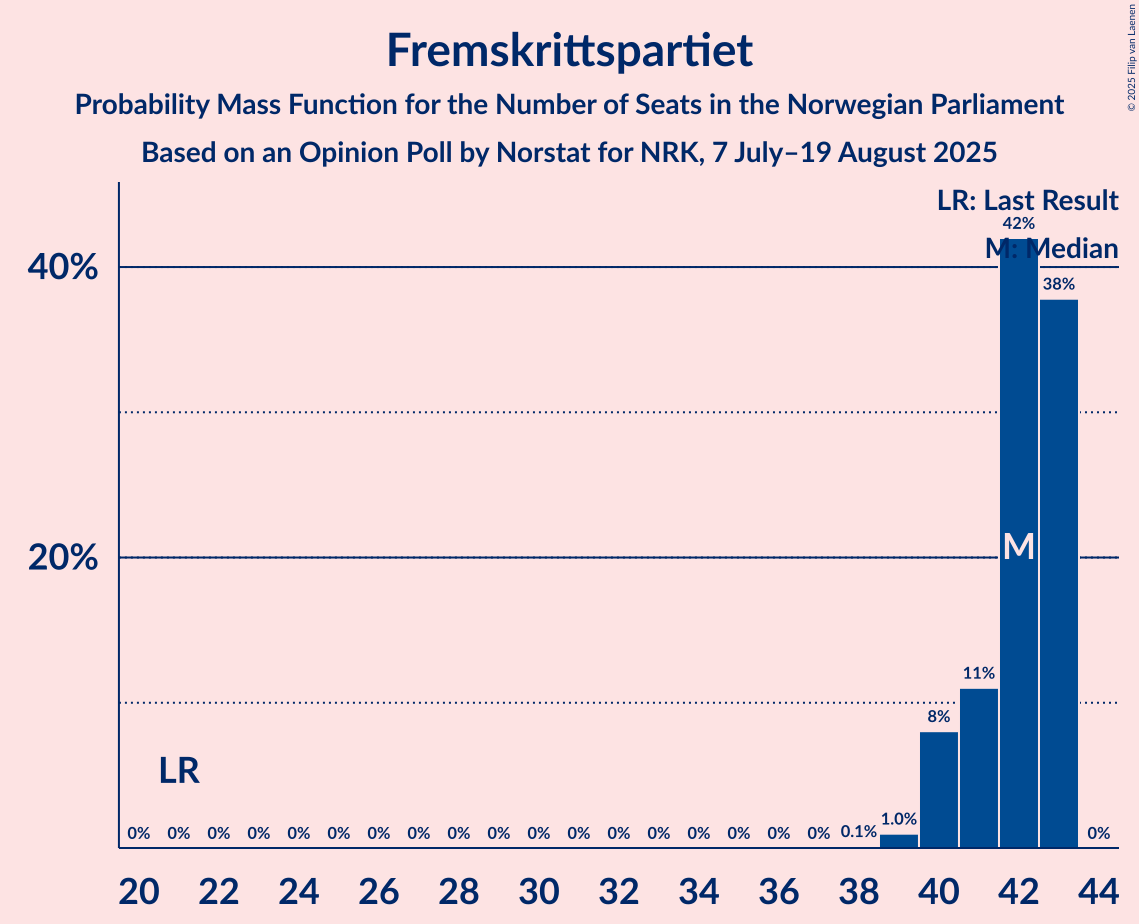 Fremskrittspartiet
Probability Mass Function for the Number of Seats in the Norwegian Parliament
Based on an Opinion Poll by Norstat for NRK, 7 July–19 August 2025
© 2025 Filip van Laenen
LR: Last Result
M: Median
40%
20%
42%
38%
M
11%
8%
LR
0% 0% 0% 0% 0% 0% 0% 0% 0% 0% 0% 0% 0% 0% 0% 0% 0% 0% 0.1% 1.0% 0%
20 22 24 26 28 30 32 34 36 38 40 42 44